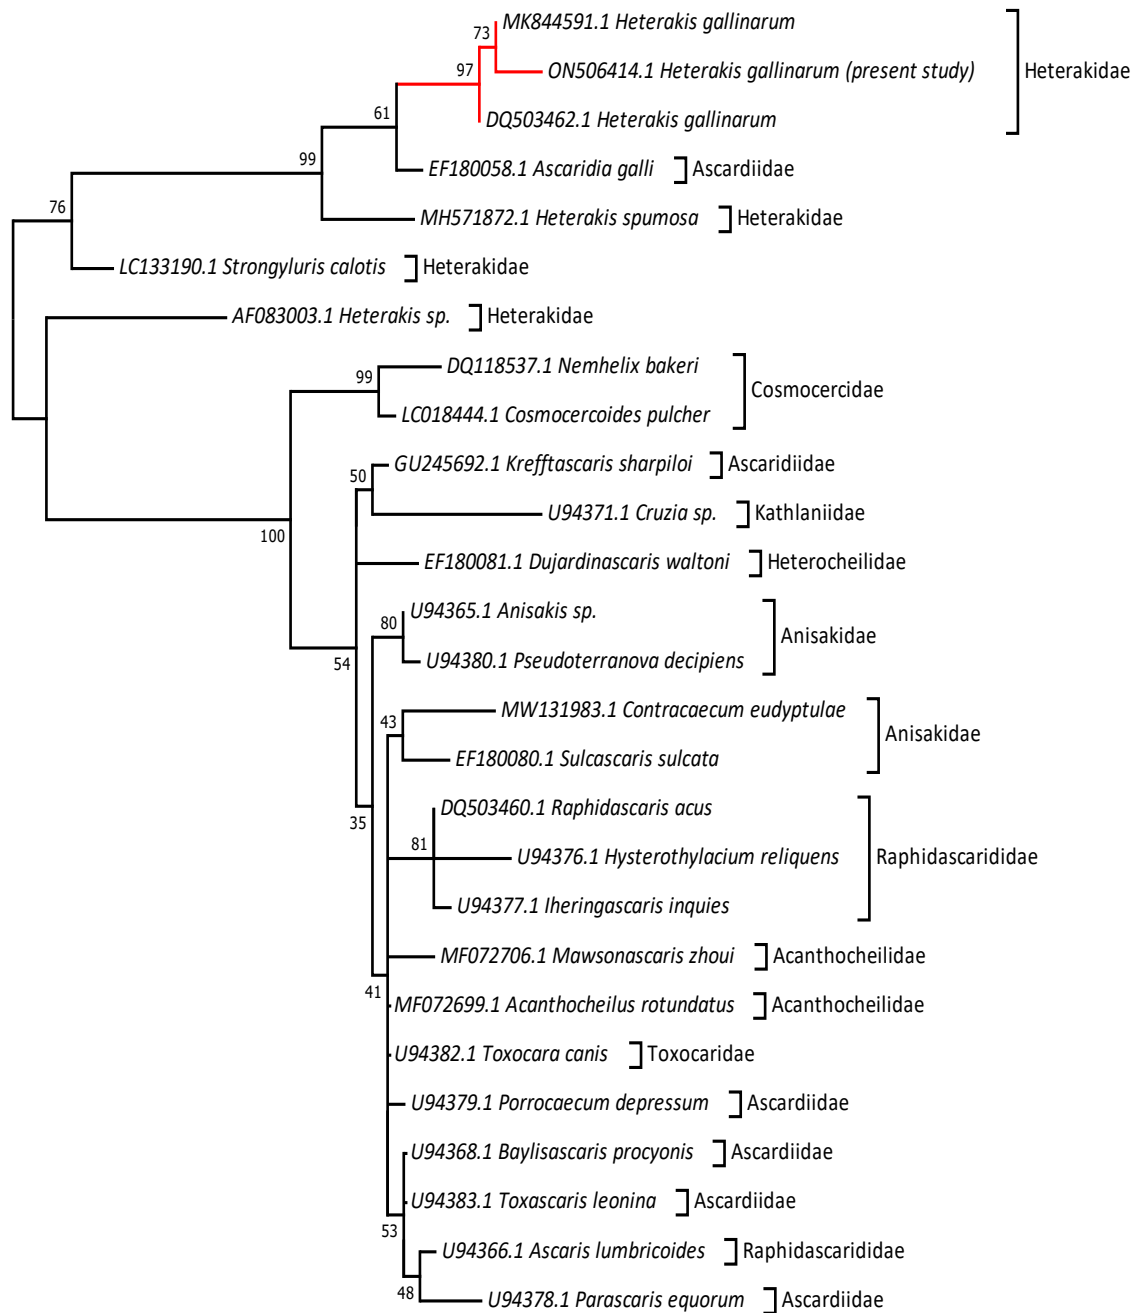 MK844591.1 Heterakis gallinarum
73
ON506414.1 Heterakis gallinarum (present study) Heterakidae
97
DQ503462.1 Heterakis gallinarum
61
EF180058.1 Ascaridia galli Ascardiidae
99
MH571872.1 Heterakis spumosa Heterakidae
76
LC133190.1 Strongyluris calotis Heterakidae
AF083003.1 Heterakis sp. Heterakidae
DQ118537.1 Nemhelix bakeri
99
Cosmocercidae
LC018444.1 Cosmocercoides pulcher
GU245692.1 Krefftascaris sharpiloi Ascaridiidae
50
U94371.1 Cruzia sp. Kathlaniidae
100
EF180081.1 Dujardinascaris waltoni Heterocheilidae
U94365.1 Anisakis sp.
80
Anisakidae
U94380.1 Pseudoterranova decipiens
54
MW131983.1 Contracaecum eudyptulae
43
Anisakidae
EF180080.1 Sulcascaris sulcata
DQ503460.1 Raphidascaris acus
35
81
U94376.1 Hysterothylacium reliquens Raphidascarididae
U94377.1 Iheringascaris inquies
MF072706.1 Mawsonascaris zhoui Acanthocheilidae
41
MF072699.1 Acanthocheilus rotundatus Acanthocheilidae
U94382.1 Toxocara canis Toxocaridae
U94379.1 Porrocaecum depressum Ascardiidae
U94368.1 Baylisascaris procyonis Ascardiidae
U94383.1 Toxascaris leonina Ascardiidae
53
U94366.1 Ascaris lumbricoides Raphidascarididae
48
U94378.1 Parascaris equorum Ascardiidae